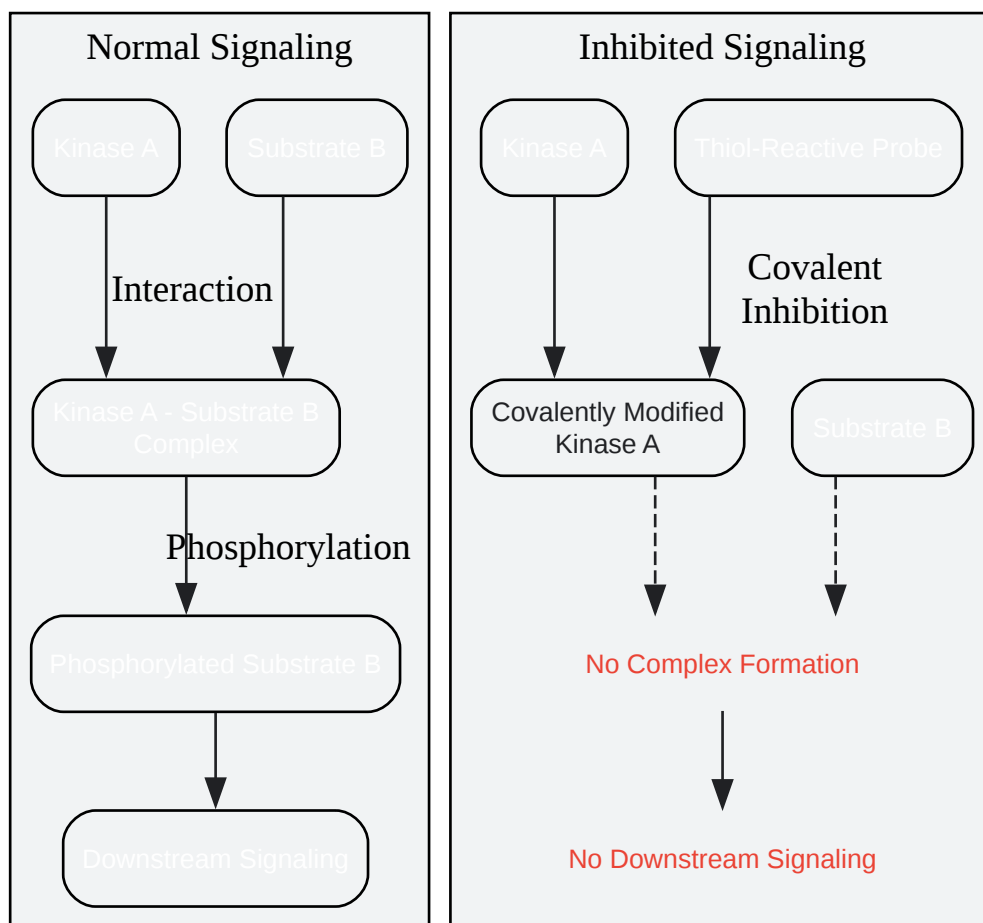 Normal Signaling
Kinase A
Substrate B
Interaction
Kinase A - Substrate B
Complex
Phosphorylation
Phosphorylated Substrate B
Downstream Signaling
Inhibited Signaling
Kinase A
Thiol-Reactive Probe
Covalent
Inhibition
Covalently Modified
Kinase A
Substrate B
No Complex Formation
No Downstream Signaling